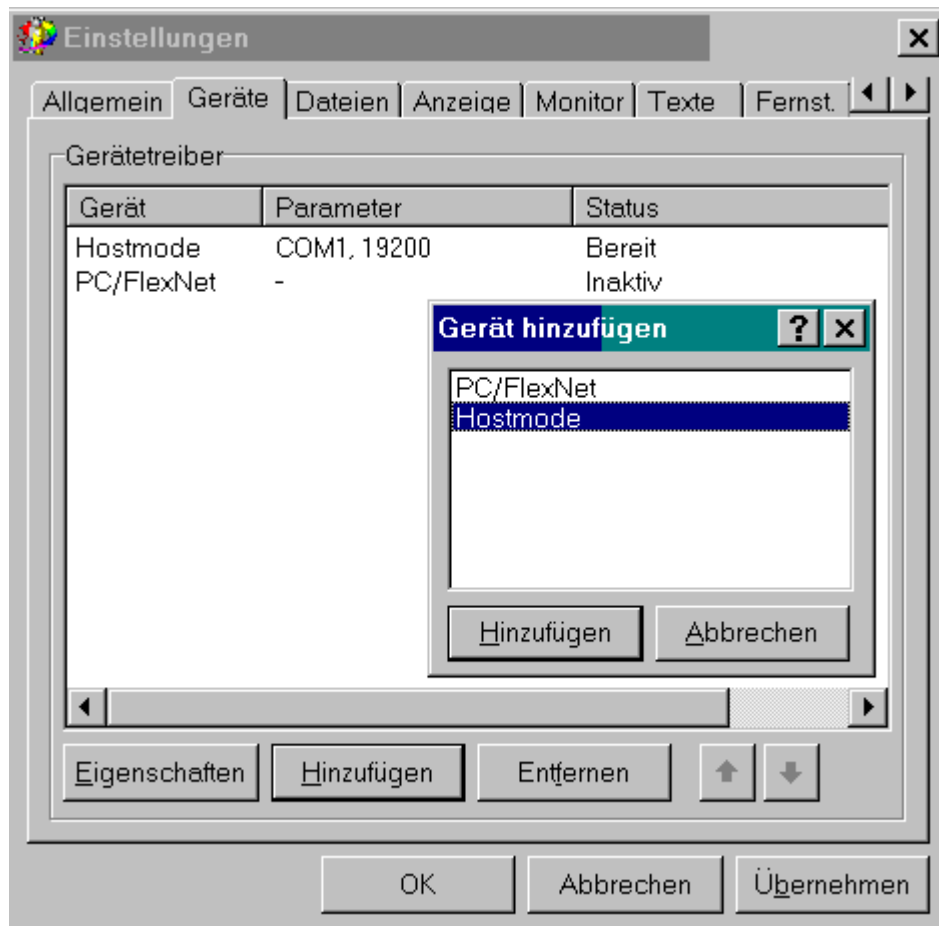 Einstellungen
Allgemein Geräte Dateien Anzeige Monitor Texte Fernst.
Gerätetreiber
Gerät Parameter Status
Hostmode COM1, 19200 Bereit
PC/FlexNet - Inaktiv
Gerät hinzufügen
PC/FlexNet
Hostmode
Hinzufügen Abbrechen
Eigenschaften Hinzufügen Entfernen
OK Abbrechen Übernehmen